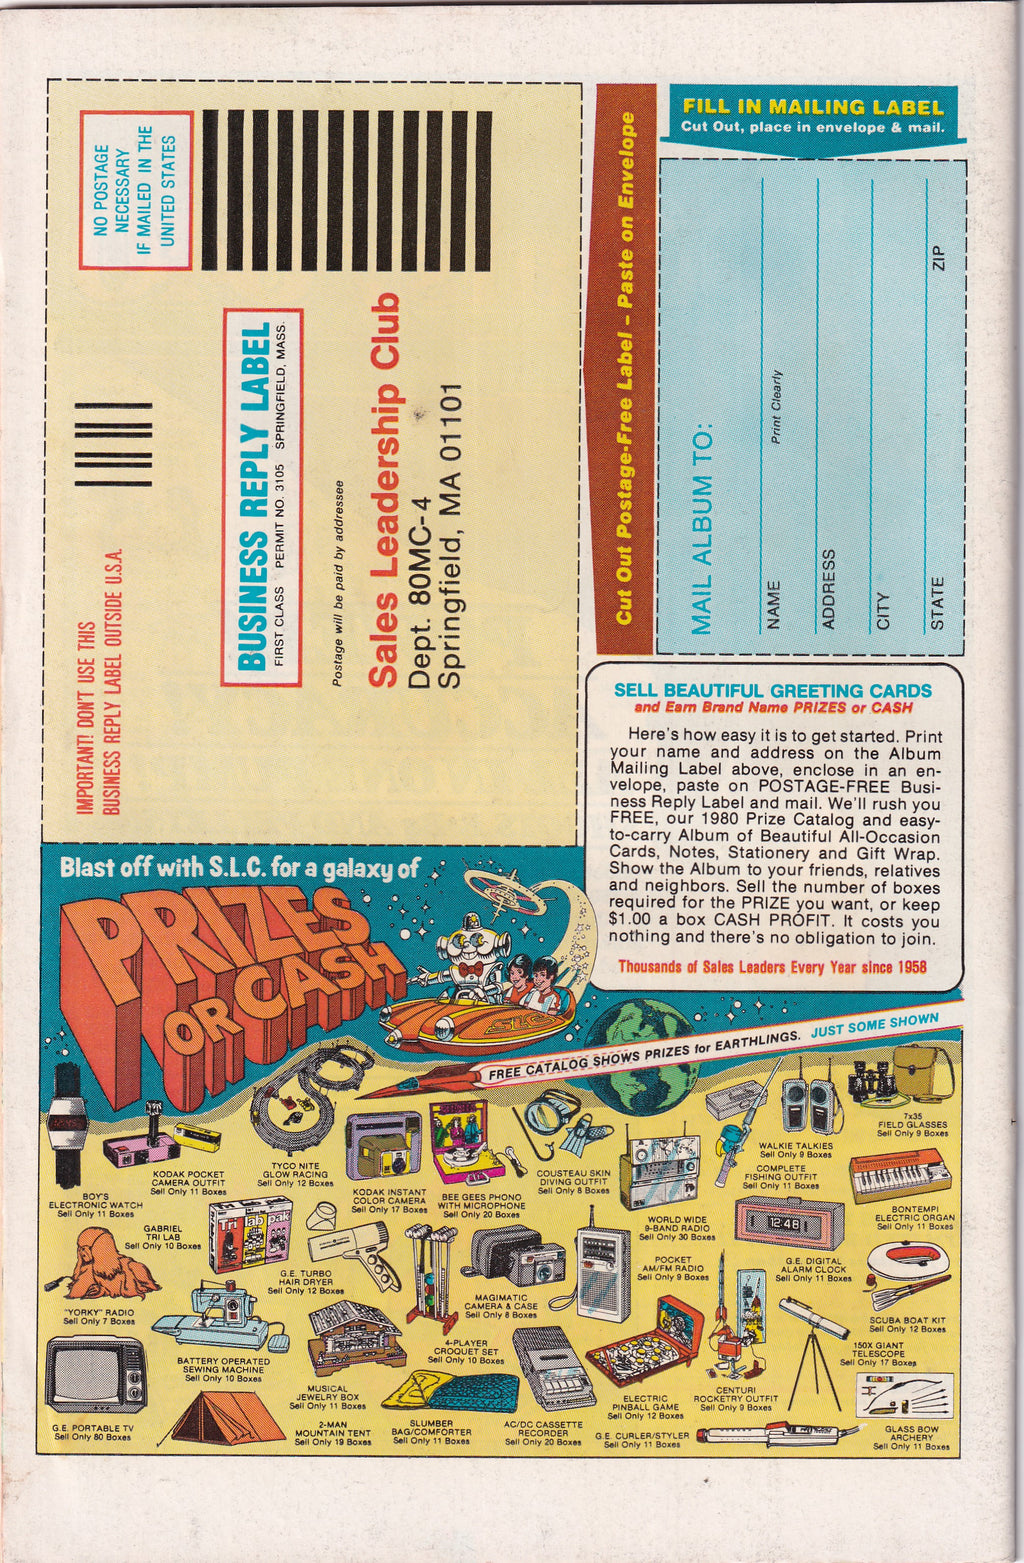 NO POSTAGE
NECESSARY
IF MAILED IN THE
UNITED STATES
IMPORTANT! DON'T USE THIS
BUSINESS REPLY LABEL OUTSIDE U.S.A.
BUSINESS REPLY LABEL
FIRST CLASS PERMIT NO. 3105 SPRINGFIELD, MASS.
Postage will be paid by addressee
Sales Leadership Club
Dept. 80MC-4
Springfield, MA 01101
Cut Out Postage-Free Label – Paste on Envelope
FILL IN MAILING LABEL
Cut Out, place in envelope & mail.
MAIL ALBUM TO:
NAME
Print Clearly
ADDRESS
CITY
STATE
ZIP
SELL BEAUTIFUL GREETING CARDS
and Earn Brand Name PRIZES or CASH
Here's how easy it is to get started. Print
your name and address on the Album
Mailing Label above, enclose in an en-
velope, paste on POSTAGE-FREE Busi-
ness Reply Label and mail. We'll rush you
FREE, our 1980 Prize Catalog and easy-
to-carry Album of Beautiful All-Occasion
Cards, Notes, Stationery and Gift Wrap.
Show the Album to your friends, relatives
and neighbors. Sell the number of boxes
required for the PRIZE you want, or keep
$1.00 a box CASH PROFIT. It costs you
nothing and there's no obligation to join.
Thousands of Sales Leaders Every Year since 1958
Blast off with S.L.C. for a galaxy of
PRIZES
OR CASH
SLC
FREE CATALOG SHOWS PRIZES for EARTHLINGS. JUST SOME SHOWN
BOY'S
ELECTRONIC WATCH
Sell Only 11 Boxes
KODAK POCKET
CAMERA OUTFIT
Sell Only 11 Boxes
TYCO NITE
GLOW RACING
Sell Only 12 Boxes
KODAK INSTANT
COLOR CAMERA
Sell Only 17 Boxes
BEE GEES PHONO
WITH MICROPHONE
Sell Only 20 Boxes
COUSTEAU SKIN
DIVING OUTFIT
Sell Only 8 Boxes
WORLD WIDE
9-BAND RADIO
Sell Only 30 Boxes
COMPLETE
FISHING OUTFIT
Sell Only 11 Boxes
WALKIE TALKIES
Sell Only 9 Boxes
7x35
FIELD GLASSES
Sell Only 9 Boxes
BONTEMPI
ELECTRIC ORGAN
Sell Only 11 Boxes
GABRIEL
TRI LAB
Sell Only 10 Boxes
Tri lab pak
G.E. TURBO
HAIR DRYER
Sell Only 12 Boxes
MAGIMATIC
CAMERA & CASE
Sell Only 8 Boxes
POCKET
AM/FM RADIO
Sell Only 9 Boxes
12:48
G.E. DIGITAL
ALARM CLOCK
Sell Only 11 Boxes
SCUBA BOAT KIT
Sell Only 12 Boxes
"YORKY" RADIO
Sell Only 7 Boxes
BATTERY OPERATED
SEWING MACHINE
Sell Only 10 Boxes
MUSICAL
JEWELRY BOX
Sell Only 11 Boxes
4-PLAYER
CROQUET SET
Sell Only 10 Boxes
ELECTRIC
PINBALL GAME
Sell Only 12 Boxes
CENTURI
ROCKETRY OUTFIT
Sell Only 9 Boxes
150X GIANT
TELESCOPE
Sell Only 17 Boxes
G.E. PORTABLE TV
Sell Only 80 Boxes
2-MAN
MOUNTAIN TENT
Sell Only 19 Boxes
SLUMBER
BAG/COMFORTER
Sell Only 11 Boxes
AC/DC CASSETTE
RECORDER
Sell Only 20 Boxes
G.E. CURLER/STYLER
Sell Only 11 Boxes
GLASS BOW
ARCHERY
Sell Only 11 Boxes